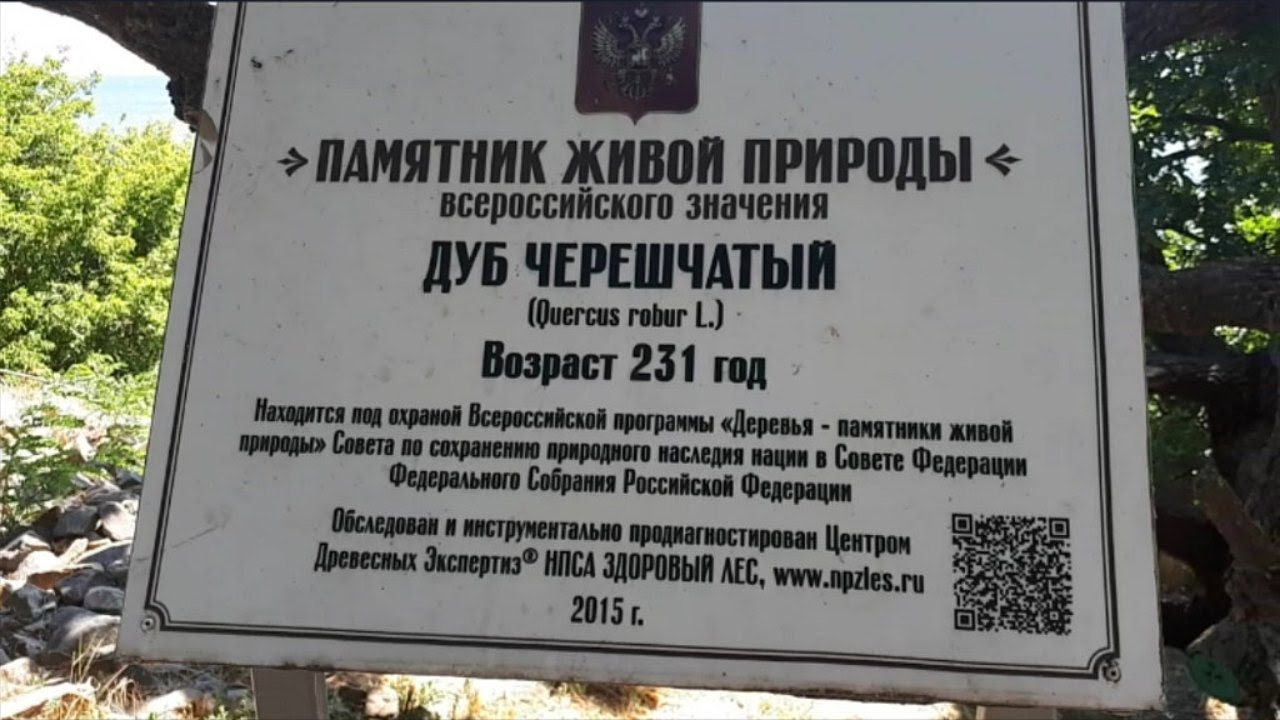 ПАМЯТНИК ЖИВОЙ ПРИРОДЫ
всероссийского значения
ДУБ ЧЕРЕШЧАТЫЙ
(Quercus robur L.)
Возраст 231 год
Находится под охраной Всероссийской программы «Деревья - памятники живой
природы» Совета по сохранению природного наследия нации в Совете Федерации
Федерального Собрания Российской Федерации
Обследован и инструментально продиагностирован Центром
Древесных Экспертиз® НПСА ЗДОРОВЫЙ ЛЕС, www.npzles.ru
2015 г.